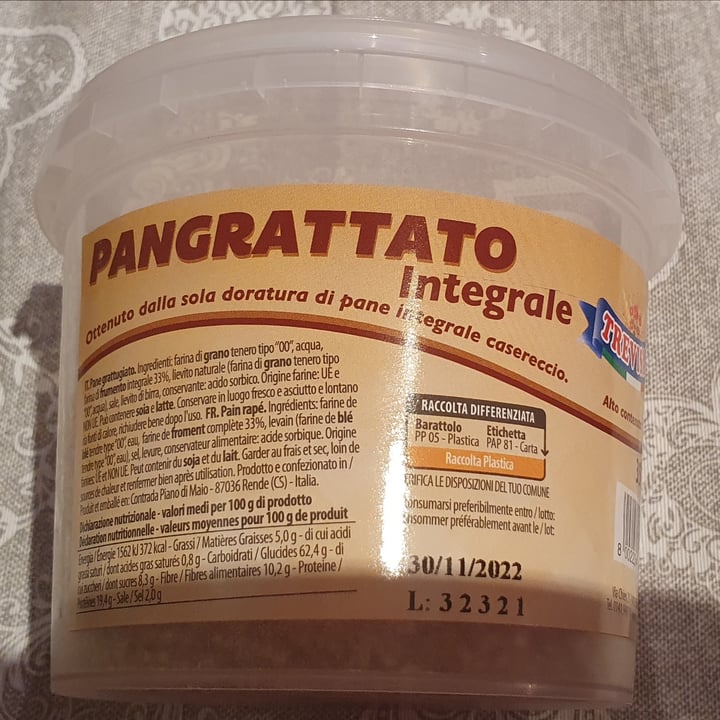 PANGRATTATO
Integrale
Ottenuto dalla sola doratura di pane integrale casereccio.
TREVI
Alto conten
IT. Pane grattugiato. Ingredienti: farina di grano tenero tipo "00", acqua,
farina di frumento integrale 33%, lievito naturale (farina di grano tenero tipo
"00", acqua), sale, lievito di birra, conservante: acido sorbico. Origine farine: UE e
NON UE. Può contenere soia e latte. Conservare in luogo fresco e asciutto e lontano
da fonti di calore, richiudere bene dopo l'uso. FR. Pain rapé. Ingrédients: farine de
blé tendre type "00", eau, farine de froment complète 33%, levain (farine de blé
tendre type "00", eau), sel, levure, conservateur alimentaire: acide sorbique. Origine
farines: UE et NON UE. Peut contenir du soja et du lait. Garder au frais et sec, loin de
sources de chaleur et renfermer bien après utilisation. Prodotto e confezionato in /
Produit et emballé en: Contrada Piano di Maio - 87036 Rende (CS) - Italia.
Dichiarazione nutrizionale - valori medi per 100 g di prodotto
Déclaration nutritionnelle - valeurs moyennes pour 100 g de produit
Energia / Énergie 1562 kJ 372 kcal - Grassi / Matières Graisses 5,0 g - di cui acidi
grassi saturi / dont acides gras saturés 0,8 g - Carboidrati / Glucides 62,4 g - di
cui zuccheri / dont sucres 8,3 g - Fibre / Fibres alimentaires 10,2 g - Proteine /
Protéines 19,4 g - Sale / Sel 2,0 g
RACCOLTA DIFFERENZIATA
Barattolo Etichetta
PP 05 - Plastica PAP 81 - Carta
Raccolta Plastica
ERIFICA LE DISPOSIZIONI DEL TUO COMUNE
onsumarsi preferibilmente entro / lotto:
nsommer préférablement avant le / lot:
30/11/2022
L: 32321